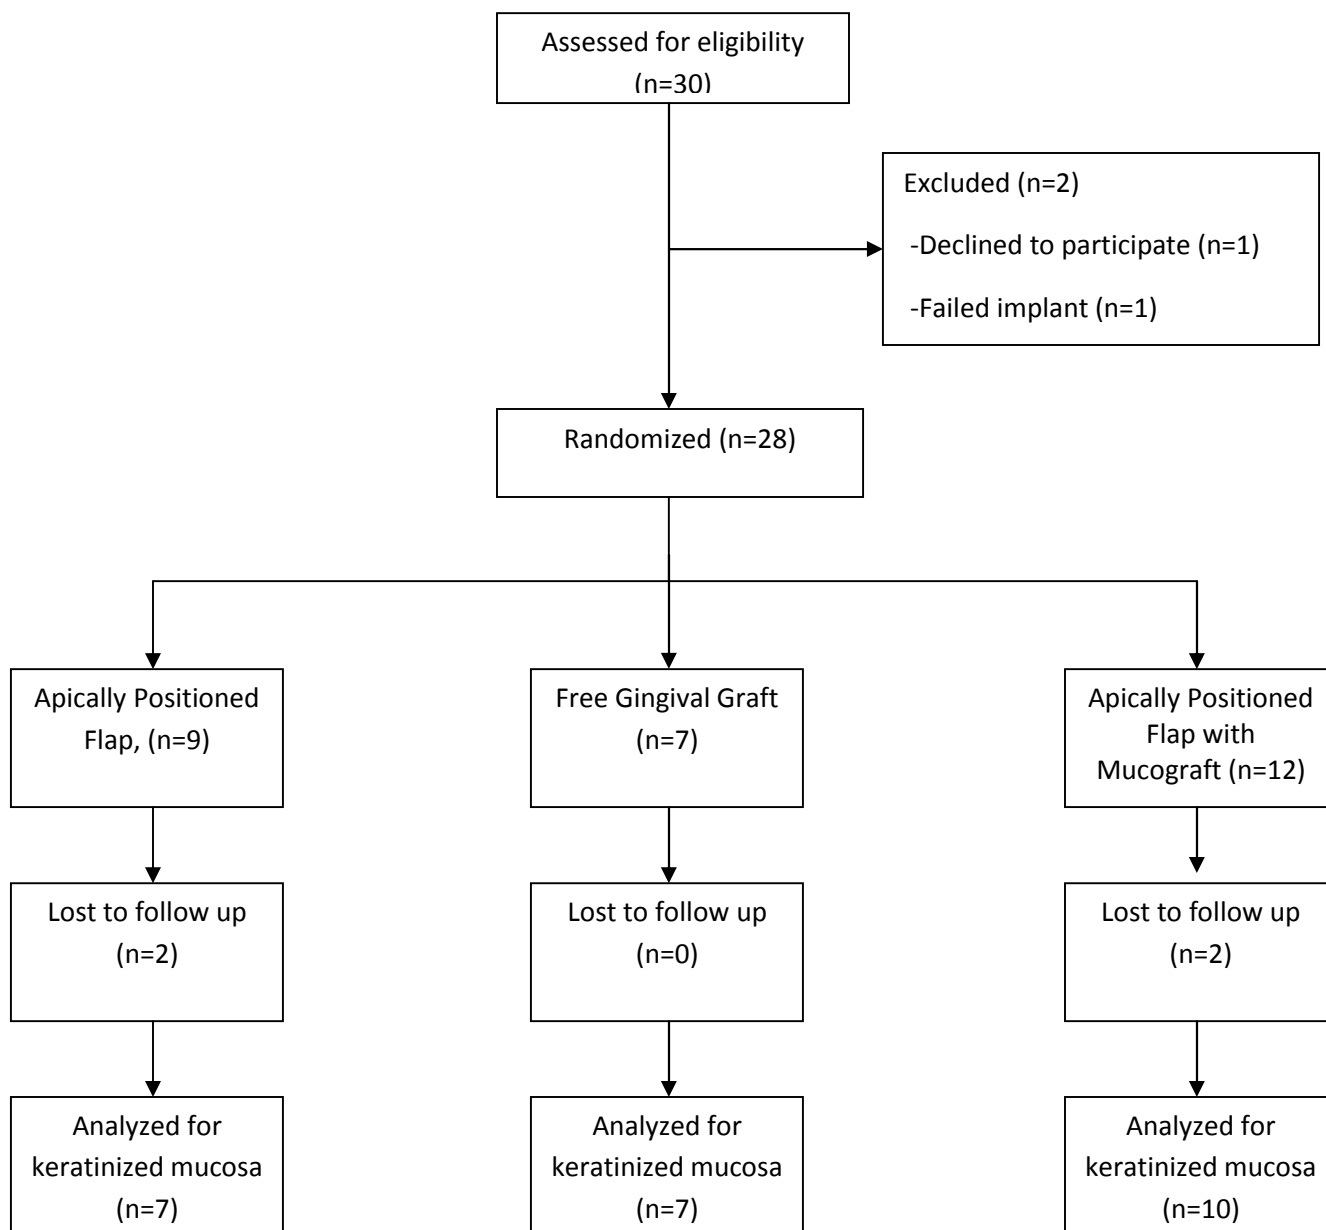 Assessed for eligibility
(n=30)
Excluded (n=2)
-Declined to participate (n=1)
-Failed implant (n=1)
Randomized (n=28)
Apically Positioned
Flap, (n=9)
Free Gingival Graft
(n=7)
Apically Positioned
Flap with
Mucograft (n=12)
Lost to follow up
(n=2)
Lost to follow up
(n=0)
Lost to follow up
(n=2)
Analyzed for
keratinized mucosa
(n=7)
Analyzed for
keratinized mucosa
(n=7)
Analyzed for
keratinized mucosa
(n=10)